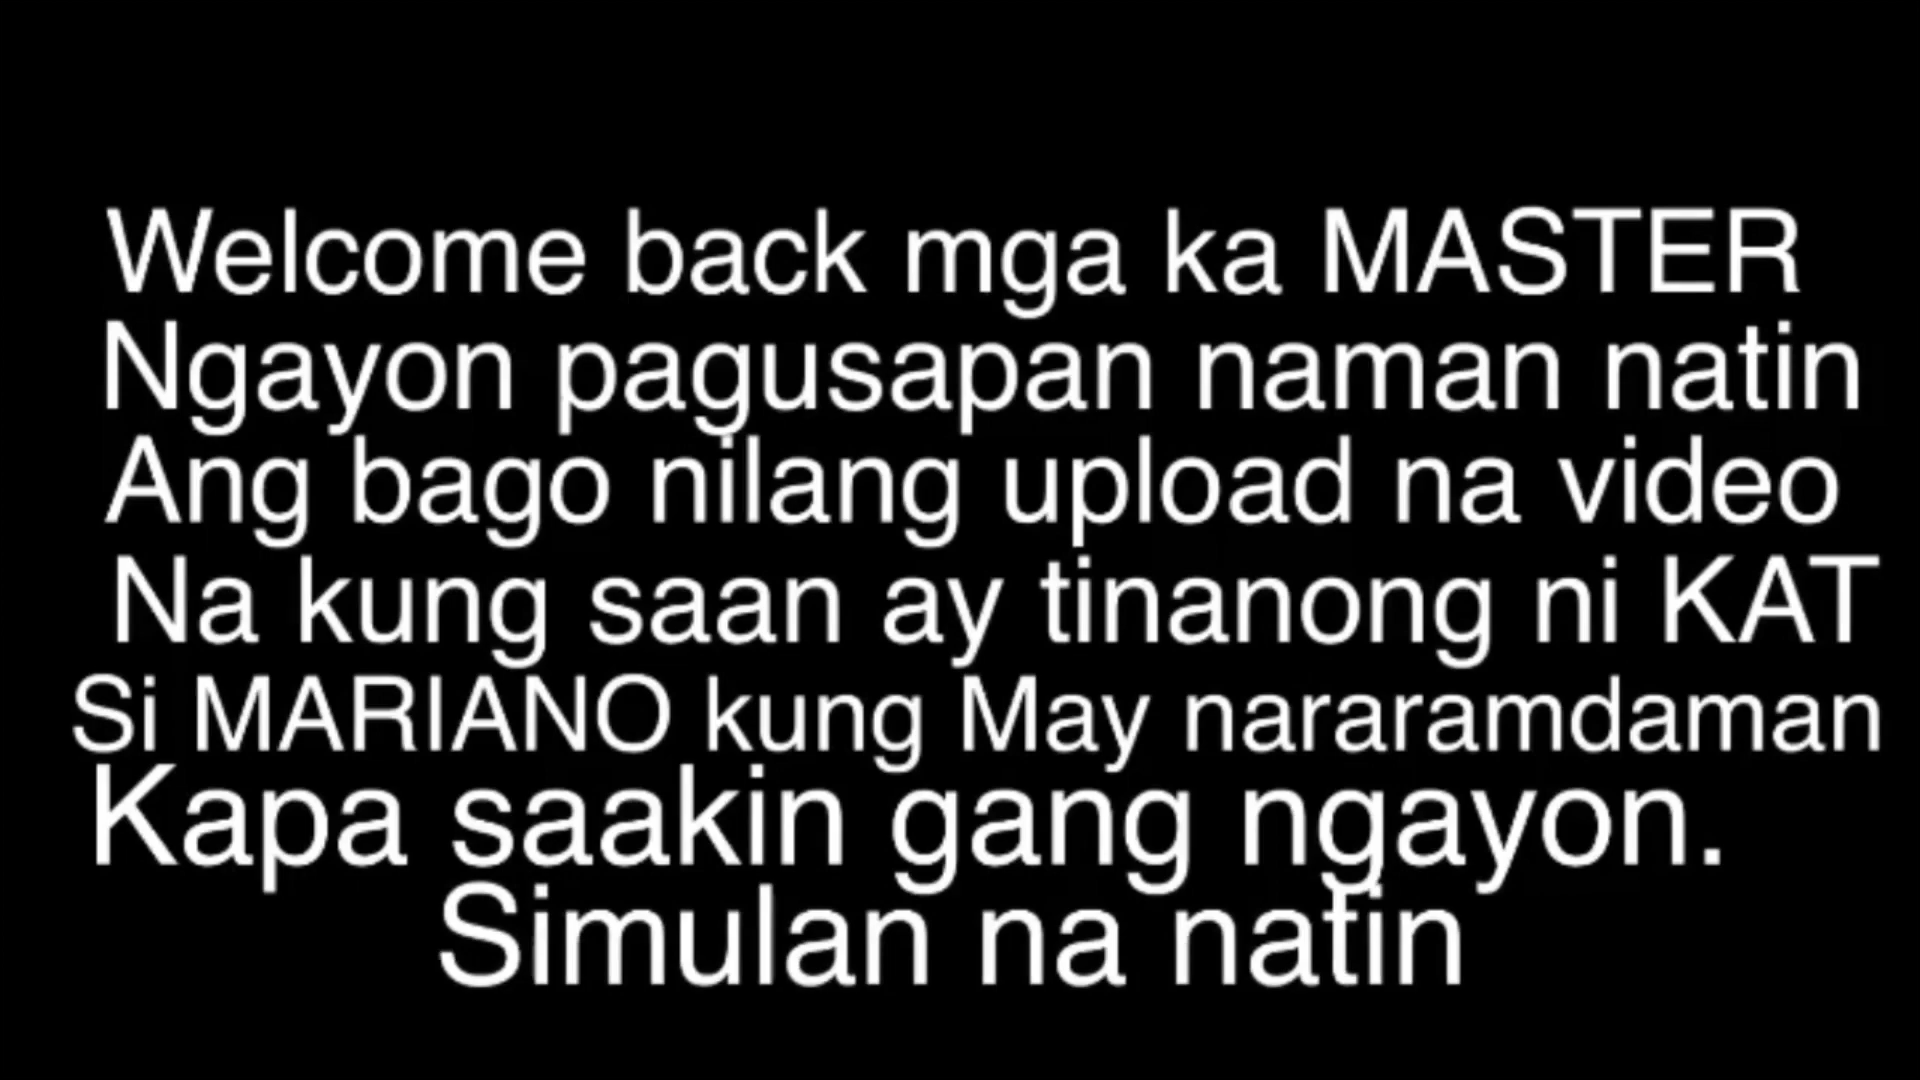 Welcome back mga ka MASTER
Ngayon pagusapan naman natin
Ang bago nilang upload na video
Na kung saan ay tinanong ni KAT
Si MARIANO kung May nararamdaman
Kapa saakin gang ngayon.
Simulan na natin